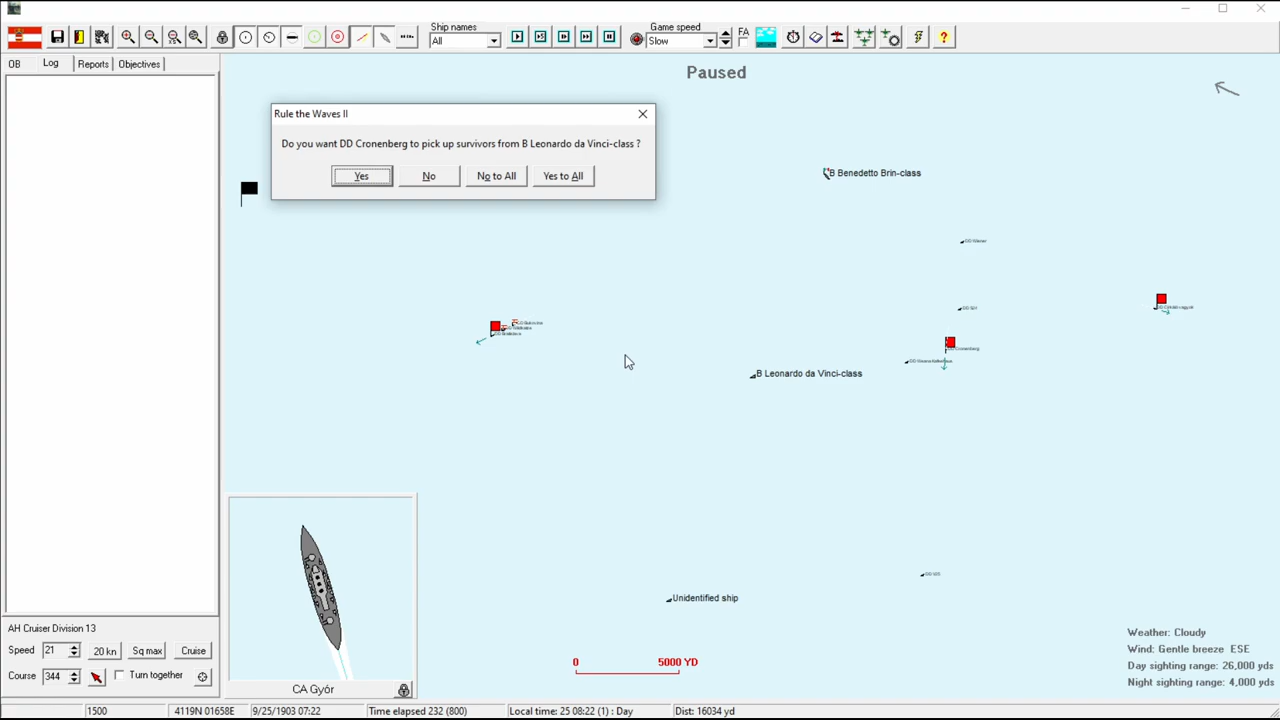 Ship names
Game speed
All
Slow
FA
OB
Log
Reports
Objectives
Paused
Rule the Waves II
Do you want DD Cronenberg to pick up survivors from B Leonardo da Vinci-class ?
Yes
No
No to All
Yes to All
B Benedetto Brin-class
B Leonardo da Vinci-class
Unidentified ship
0
5000 YD
AH Cruiser Division 13
Speed
21
20 kn
Sq max
Cruise
Course
344
Turn together
CA Győr
Weather: Cloudy
Wind: Gentle breeze ESE
Day sighting range: 26,000 yds
Night sighting range: 4,000 yds
1500
4119N 01658E
9/25/1903 07:22
Time elapsed 232 (800)
Local time: 25 08:22 (1) : Day
Dist: 16034 yd